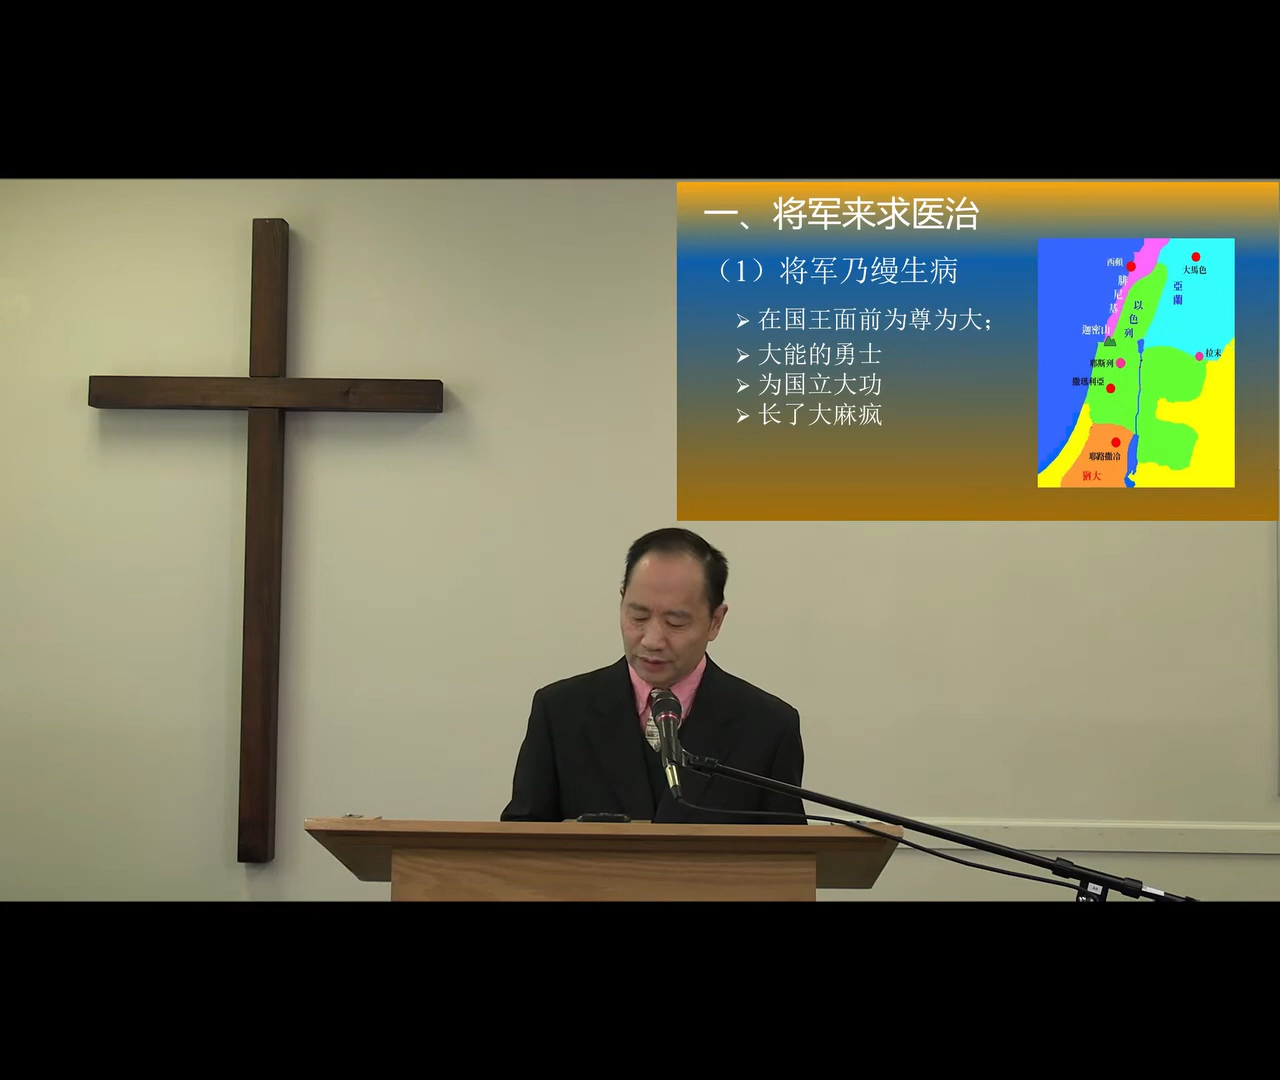 一、将军来求医治
（1）将军乃缦生病
➢ 在国王面前为尊为大；
➢ 大能的勇士
➢ 为国立大功
➢ 长了大麻疯
西頓
大馬色
腓尼基
亞蘭
以色列
迦密山
拉末
耶斯列
撒瑪利亞
耶路撒冷
猶大